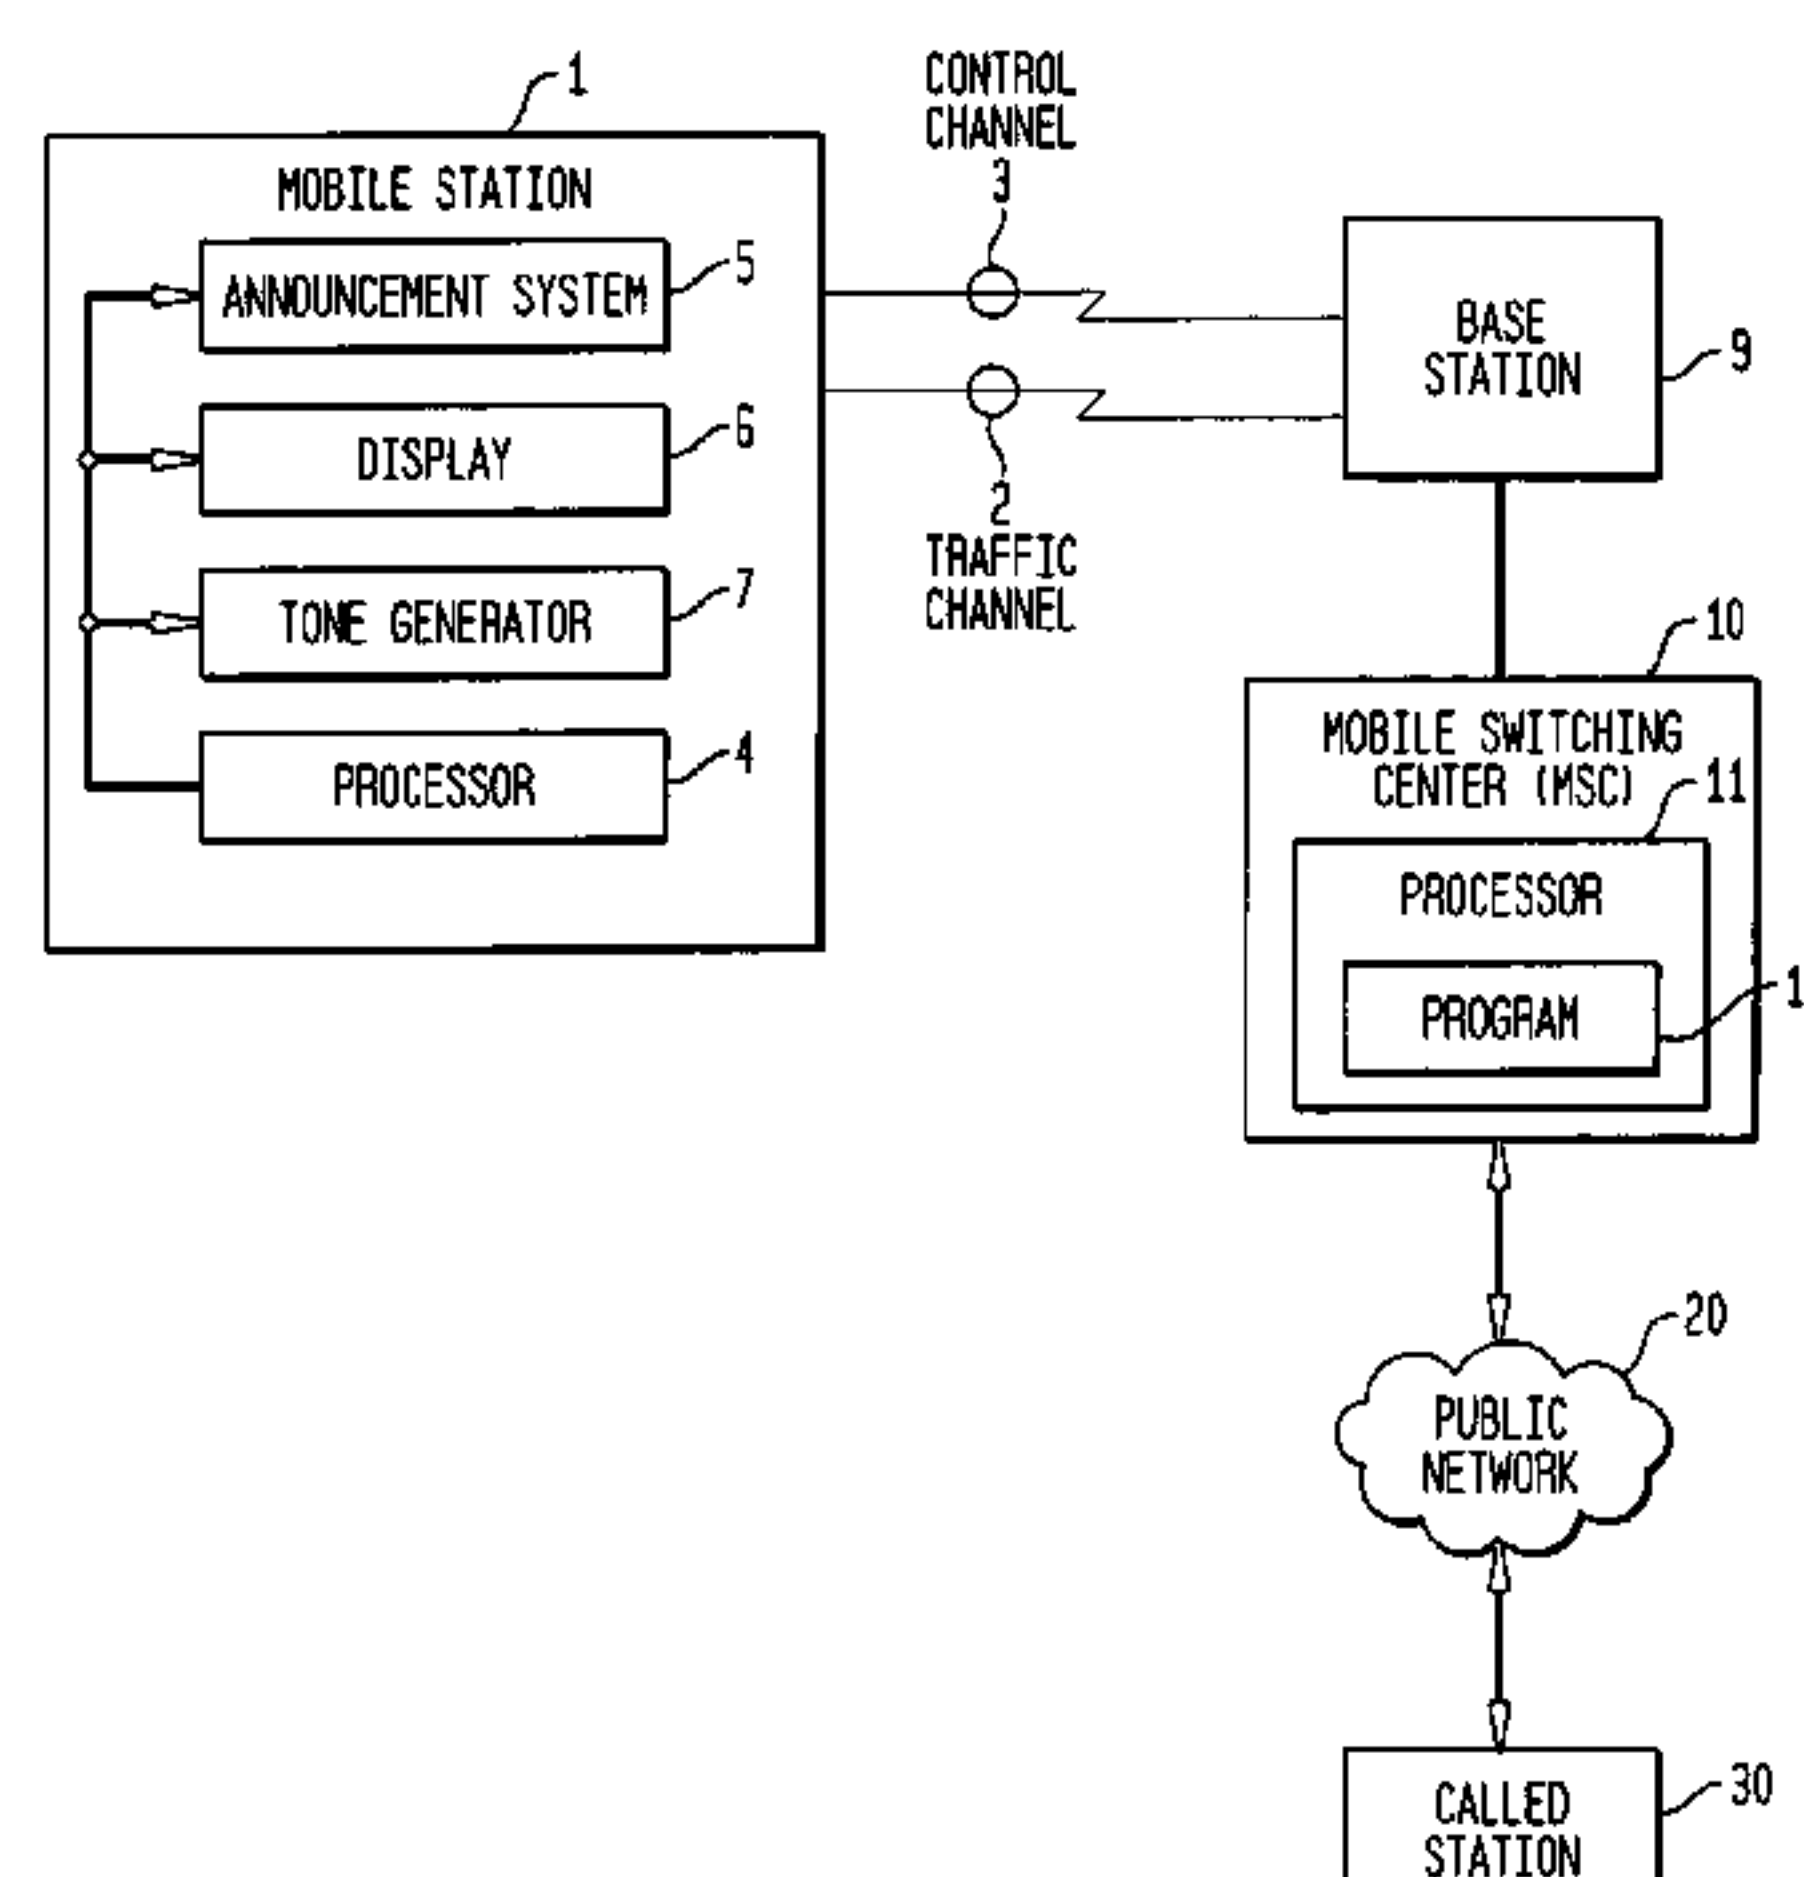 1
MOBILE STATION
ANNOUNCEMENT SYSTEM
5
DISPLAY
6
TONE GENERATOR
7
PROCESSOR
4
CONTROL
CHANNEL
3
2
TRAFFIC
CHANNEL
BASE
STATION
9
10
MOBILE SWITCHING
CENTER (MSC)
11
PROCESSOR
PROGRAM
1
PUBLIC
NETWORK
20
CALLED
STATION
30